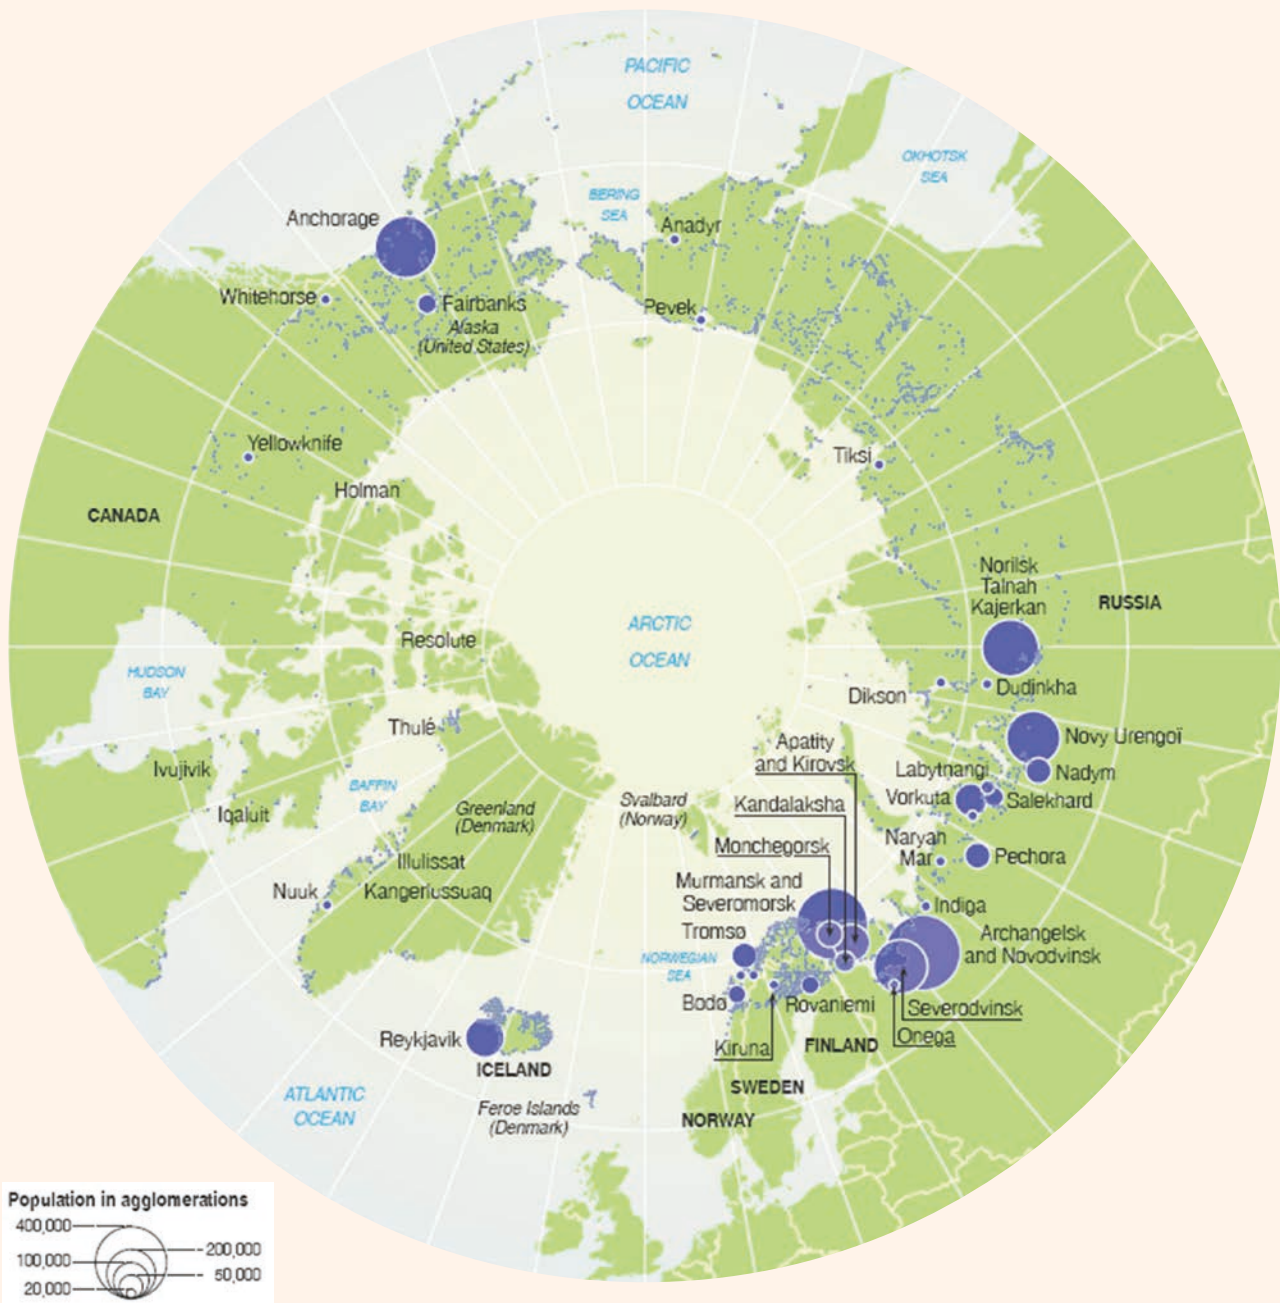 PACIFIC
OCEAN
OKHOTSK
SEA
BERING
SEA
Anchorage
Anadyr
Whitehorse
Fairbanks
Alaska
(United States)
Pevek
Yellowknife
Tiksi
Holman
CANADA
Norilsk
Talnah
Kajerkan
RUSSIA
ARCTIC
OCEAN
Resolute
HUDSON
BAY
Dikson
Dudinkha
Thulé
Apatity
and Kirovsk
Novy Urengoï
Ivujivik
Labytnangi
Nadym
BAFFIN
BAY
Vorkuta
Salekhard
Iqaluit
Greenland
(Denmark)
Svalbard
(Norway)
Kandalaksha
Naryah
Mar
Monchegorsk
Pechora
Illulissat
Murmansk and
Severomorsk
Nuuk
Kangerlussuaq
Indiga
Tromsø
Archangelsk
and Novodvinsk
NORWEGIAN
SEA
Bodø
Rovaniemi
Severodvinsk
Reykjavik
Onega
Kiruna
FINLAND
ICELAND
SWEDEN
ATLANTIC
OCEAN
Feroe Islands
(Denmark)
NORWAY
Population in agglomerations
400,000
200,000
100,000
50,000
20,000